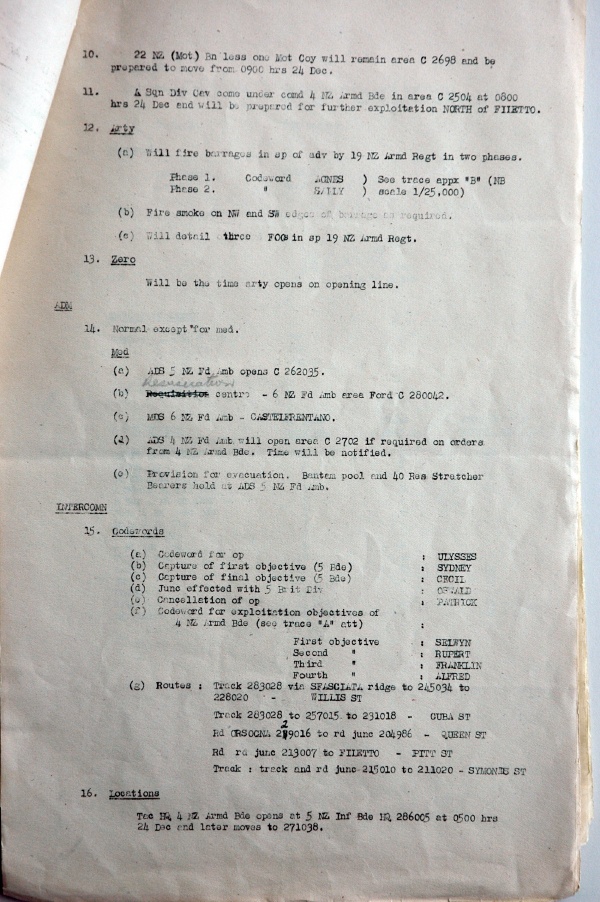 10. 22 NZ (Mot) Bn less one Mot Coy will remain area C 2698 and be
prepared to move from 0900 hrs 24 Dec.
11. A Sqn Div Cav come under comd 4 NZ Armd Bde in area C 2504 at 0800
hrs 24 Dec and will be prepared for further exploitation NORTH of FILETTO.
12. Arty
(a) Will fire barrages in sp of adv by 19 NZ Armd Regt in two phases.
Phase 1. Codeword AGNES ) See trace appx "B" (NB
Phase 2. " SALLY ) scale 1/25,000)
(b) Fire smoke on NW and SW edges of barrage as required.
(c) Will detail three FOOs in sp 19 NZ Armd Regt.
13. Zero
Will be the time arty opens on opening line.
ADM
14. Normal except for med.
Med
(a) ADS 5 NZ Fd Amb opens C 262035.
Resuscitation
(b) Requisition centre - 6 NZ Fd Amb area Ford C 280042.
(c) MDS 6 NZ Fd Amb - CASTELFRENTANO.
(d) ADS 4 NZ Fd Amb will open area C 2702 if required on orders
from 4 NZ Armd Bde. Time will be notified.
(e) Provision for evacuation. Bantam pool and 40 Res Stretcher
Bearers held at ADS 5 NZ Fd Amb.
INTERCOMN
15. Codewords
(a) Codeword for op : ULYSSES
(b) Capture of first objective (5 Bde) : SYDNEY
(c) Capture of final objective (5 Bde) : CECIL
(d) Junc effected with 5 Brit Div : OSWALD
(e) Cancellation of op : PATRICK
(f) Codeword for exploitation objectives of
4 NZ Armd Bde (see trace "A" att) :
First objective : SELWYN
Second " : RUPERT
Third " : FRANKLIN
Fourth " : ALFRED
(g) Routes : Track 283028 via SFASCIATA ridge to 245034 to
228020 - WILLIS ST
Track 283028 to 257015 to 231018 - CUBA ST
2
Rd ORSOGNA 229016 to rd junc 204986 - QUEEN ST
Rd rd junc 213007 to FILETTO - PITT ST
Track : track and rd junc 215010 to 211020 - SYMONDS ST
16. Locations
Tac HQ 4 NZ Armd Bde opens at 5 NZ Inf Bde HQ 286005 at 0500 hrs
24 Dec and later moves to 271038.